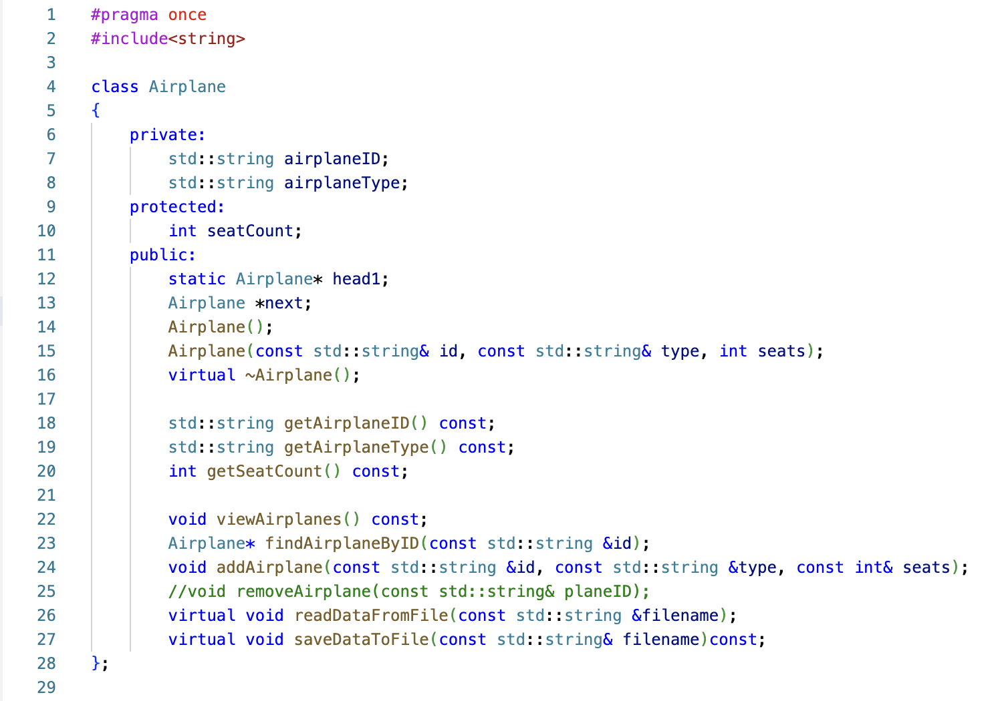 1 #pragma once
2 #include<string>
3
4 class Airplane
5 {
6 private:
7 std::string airplaneID;
8 std::string airplaneType;
9 protected:
10 int seatCount;
11 public:
12 static Airplane* head1;
13 Airplane *next;
14 Airplane();
15 Airplane(const std::string& id, const std::string& type, int seats);
16 virtual ~Airplane();
17
18 std::string getAirplaneID() const;
19 std::string getAirplaneType() const;
20 int getSeatCount() const;
21
22 void viewAirplanes() const;
23 Airplane* findAirplaneByID(const std::string &id);
24 void addAirplane(const std::string &id, const std::string &type, const int& seats);
25 //void removeAirplane(const std::string& planeID);
26 virtual void readDataFromFile(const std::string &filename);
27 virtual void saveDataToFile(const std::string& filename)const;
28 };
29